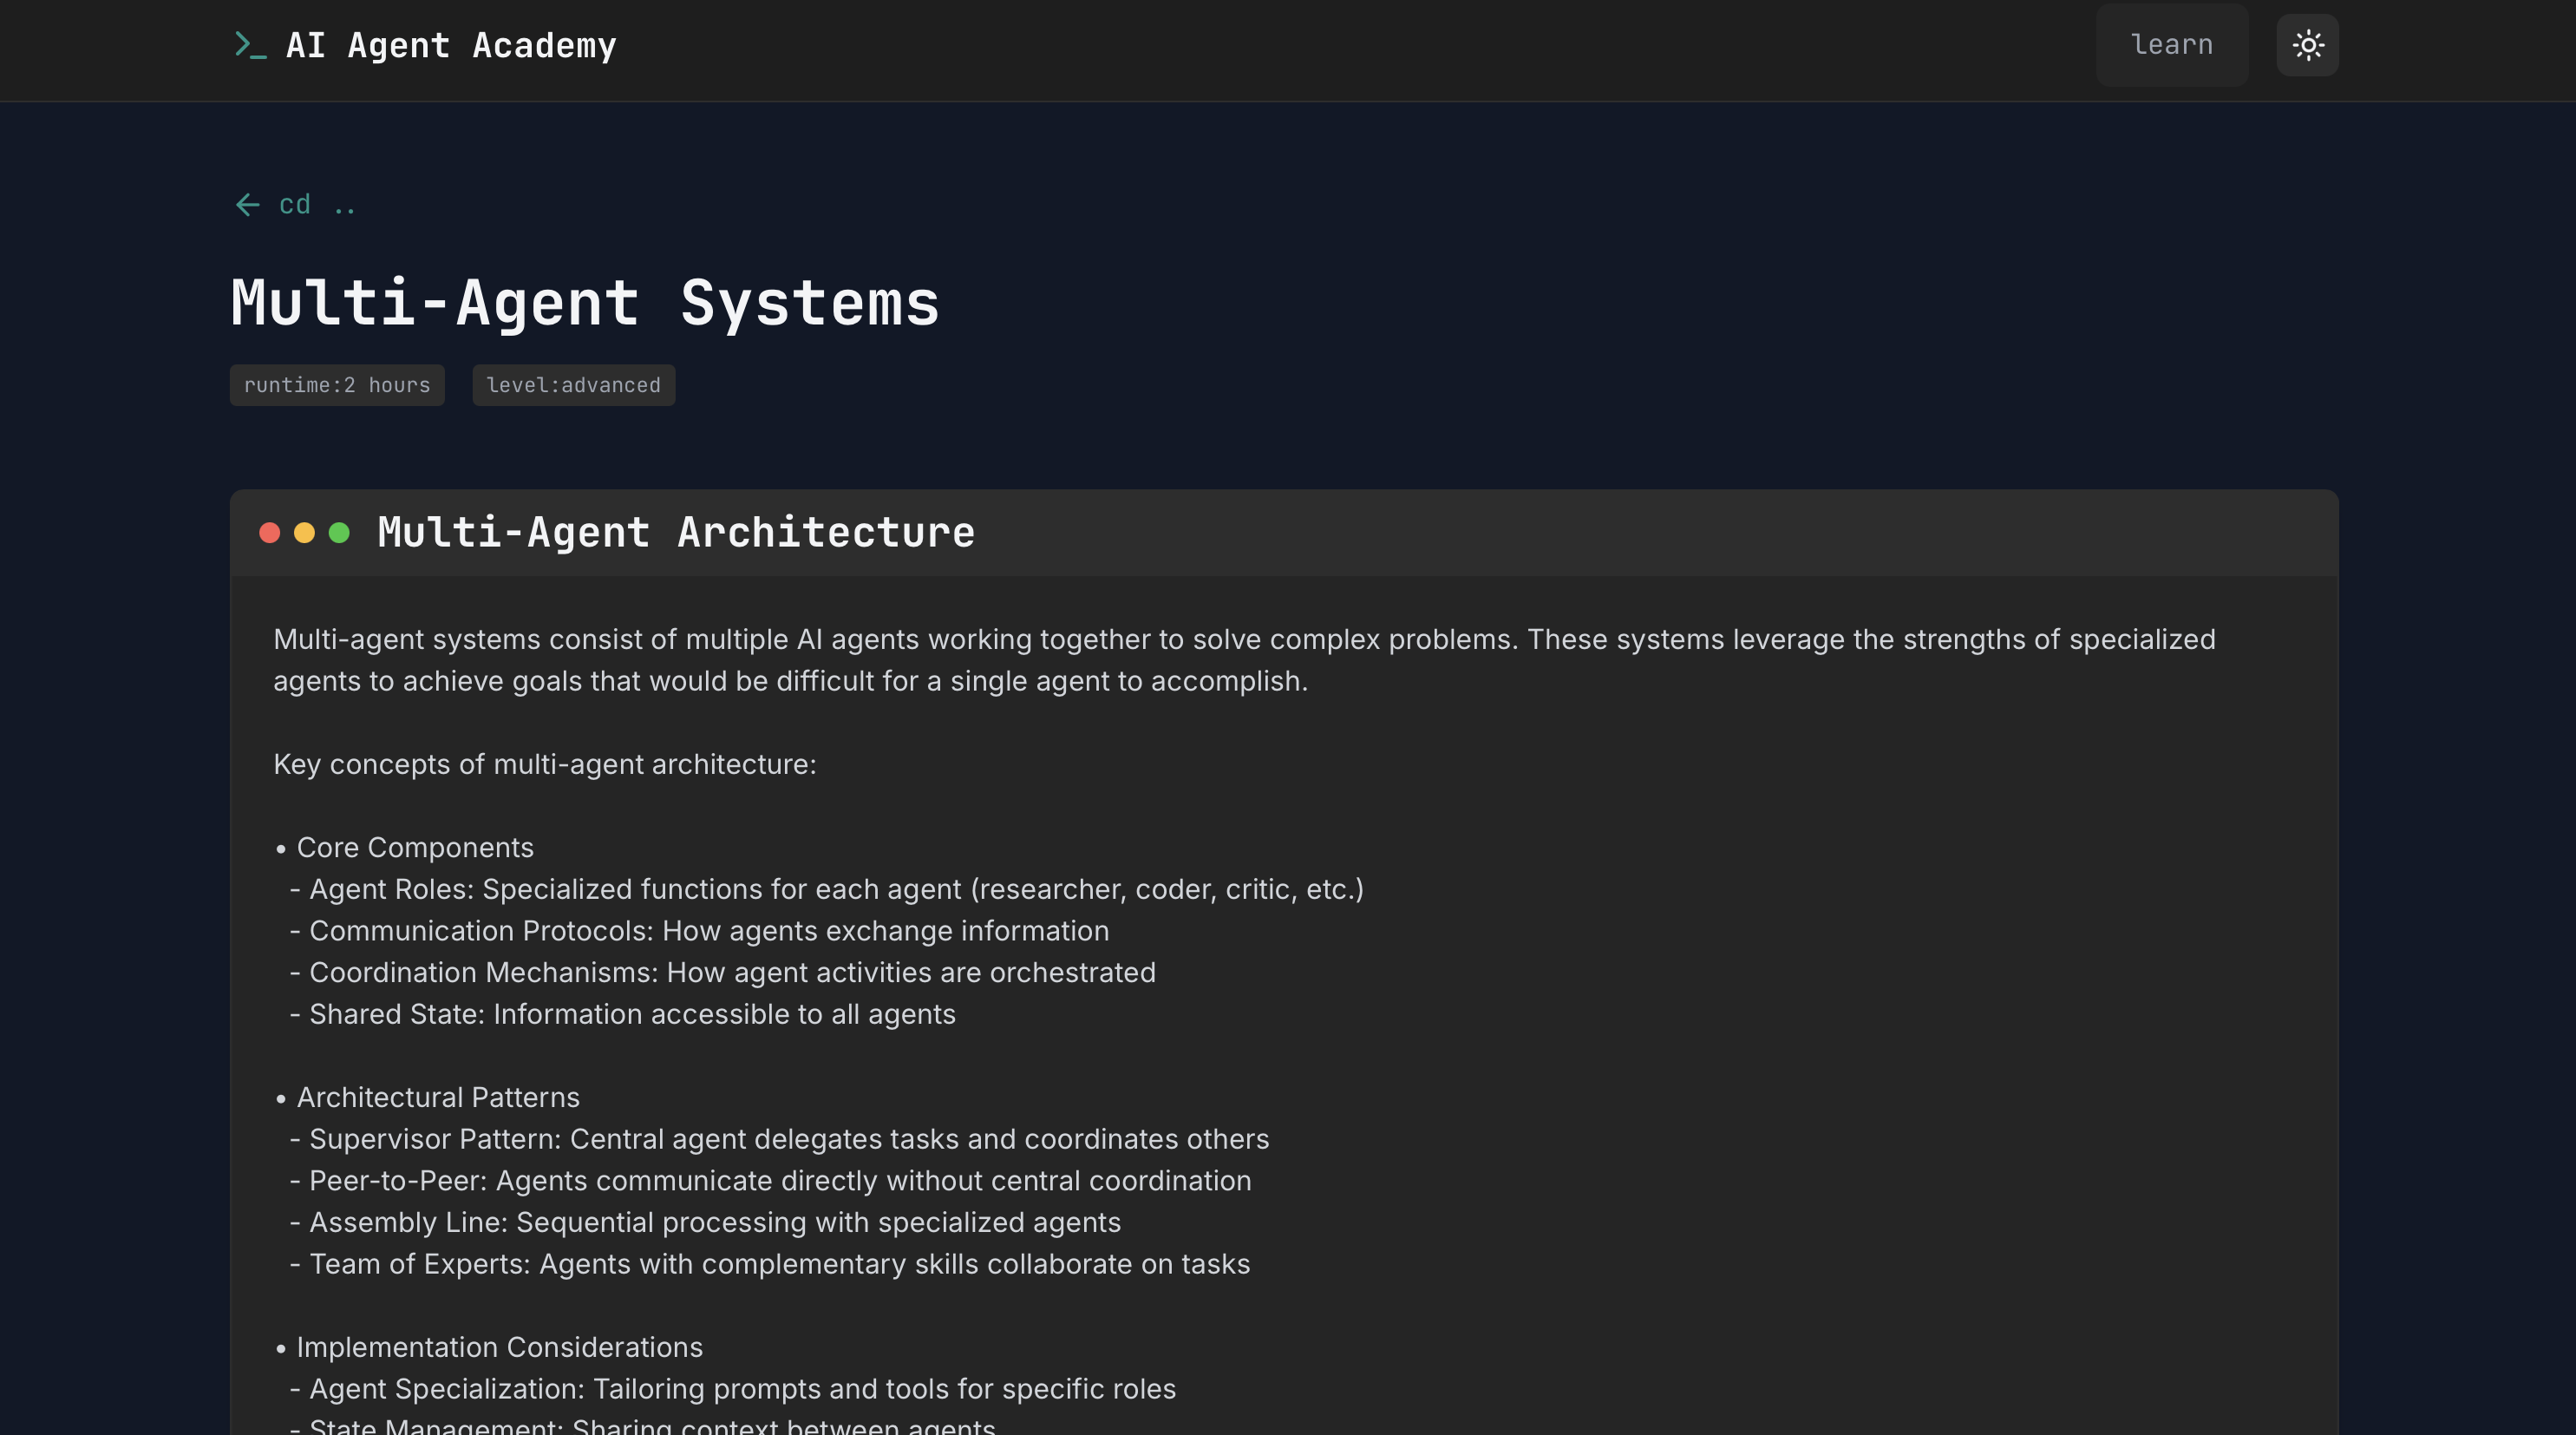 >_ AI Agent Academy
learn
← cd ..
Multi-Agent Systems
runtime:2 hours
level:advanced
Multi-Agent Architecture
Multi-agent systems consist of multiple AI agents working together to solve complex problems. These systems leverage the strengths of specialized
agents to achieve goals that would be difficult for a single agent to accomplish.
Key concepts of multi-agent architecture:
• Core Components
- Agent Roles: Specialized functions for each agent (researcher, coder, critic, etc.)
- Communication Protocols: How agents exchange information
- Coordination Mechanisms: How agent activities are orchestrated
- Shared State: Information accessible to all agents
• Architectural Patterns
- Supervisor Pattern: Central agent delegates tasks and coordinates others
- Peer-to-Peer: Agents communicate directly without central coordination
- Assembly Line: Sequential processing with specialized agents
- Team of Experts: Agents with complementary skills collaborate on tasks
• Implementation Considerations
- Agent Specialization: Tailoring prompts and tools for specific roles
- State Management: Sharing context between agents